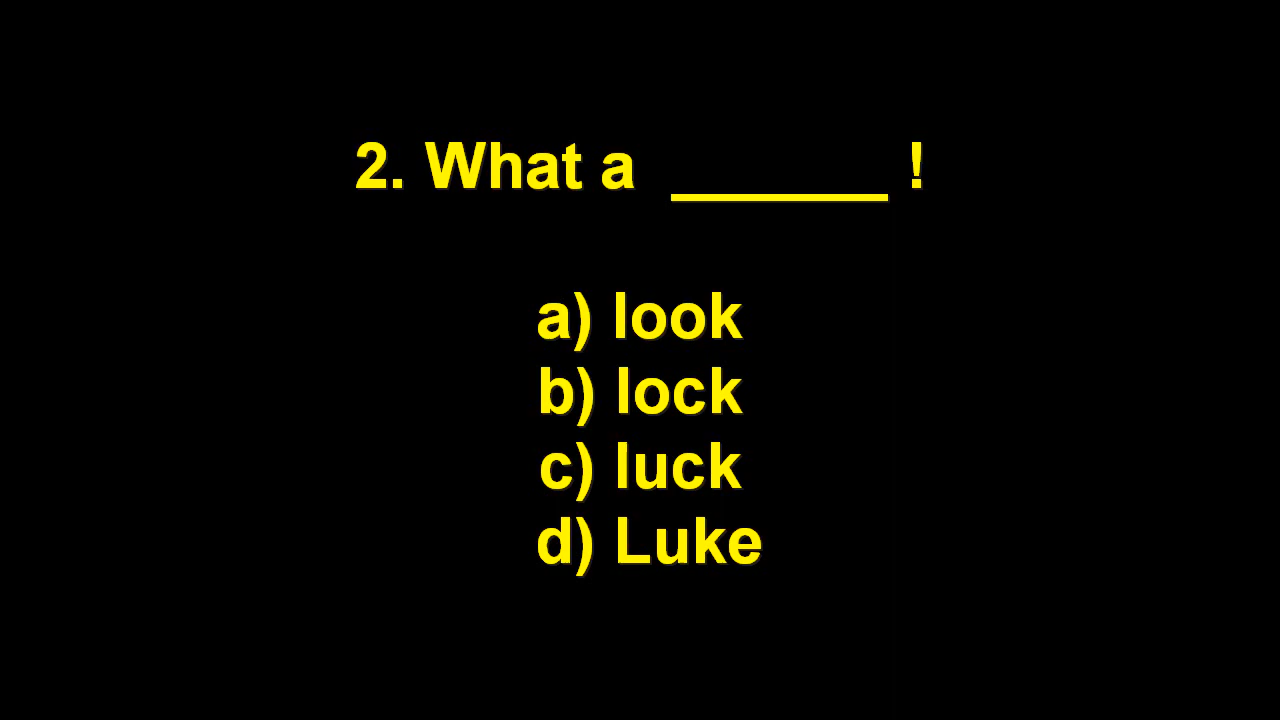 2. What a ______ !
a) look
b) lock
c) luck
d) Luke